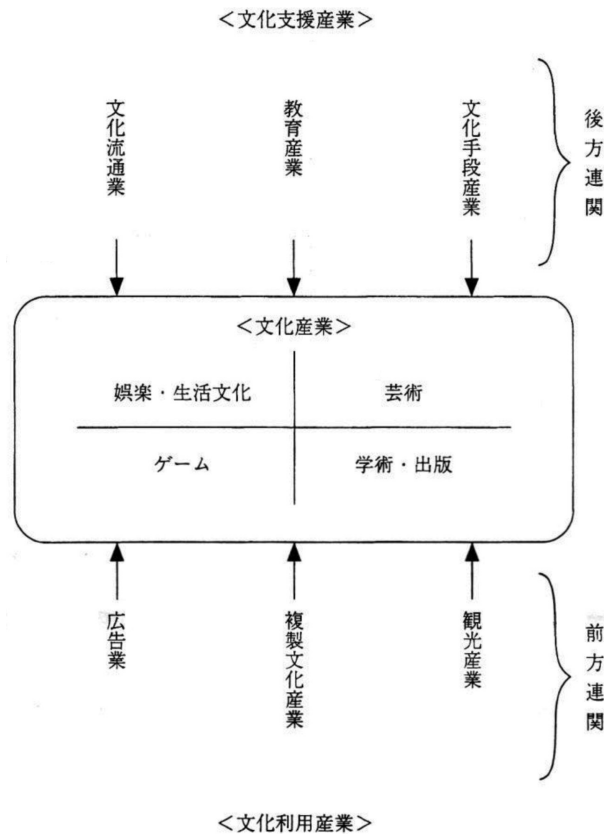 ＜文化支援産業＞
文化流通業
教育産業
文化手段産業
後方連関
＜文化産業＞
娯楽・生活文化
芸術
ゲーム
学術・出版
広告業
複製文化産業
観光産業
前方連関
＜文化利用産業＞